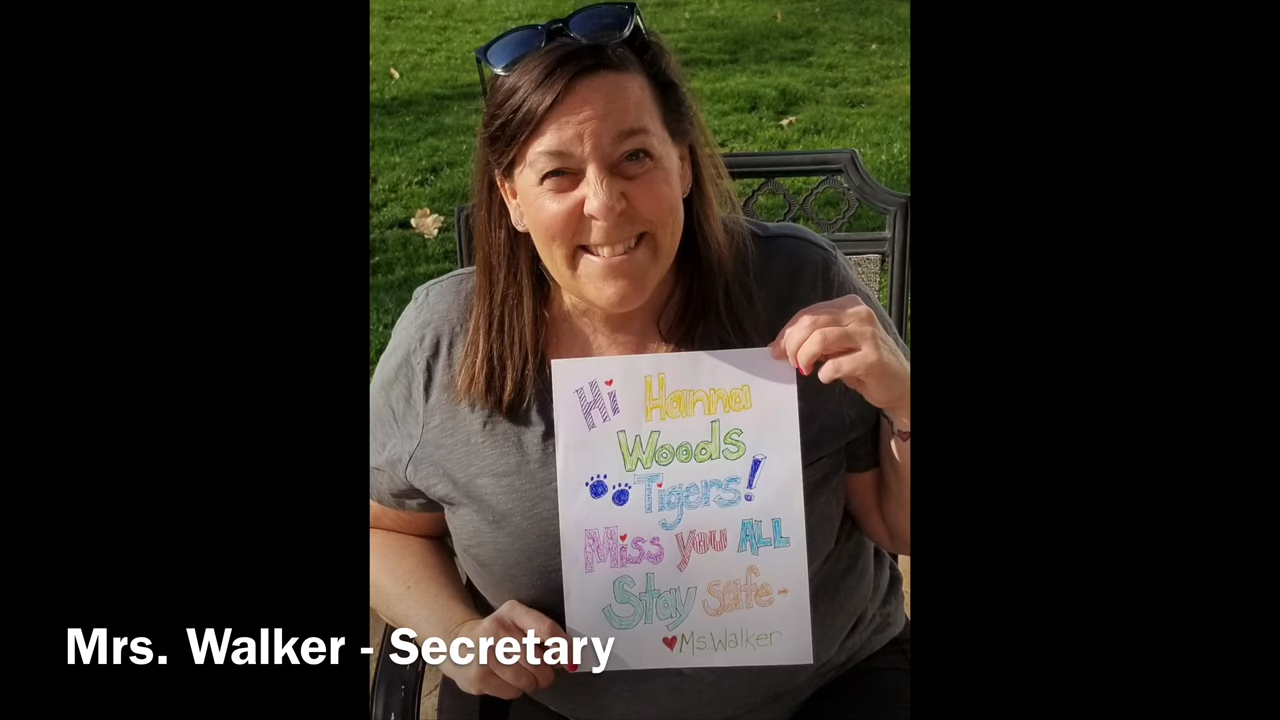 Hi Hanna
Woods
Tigers!
Miss you ALL
Stay safe-
Ms. Walker
Mrs. Walker - Secretary